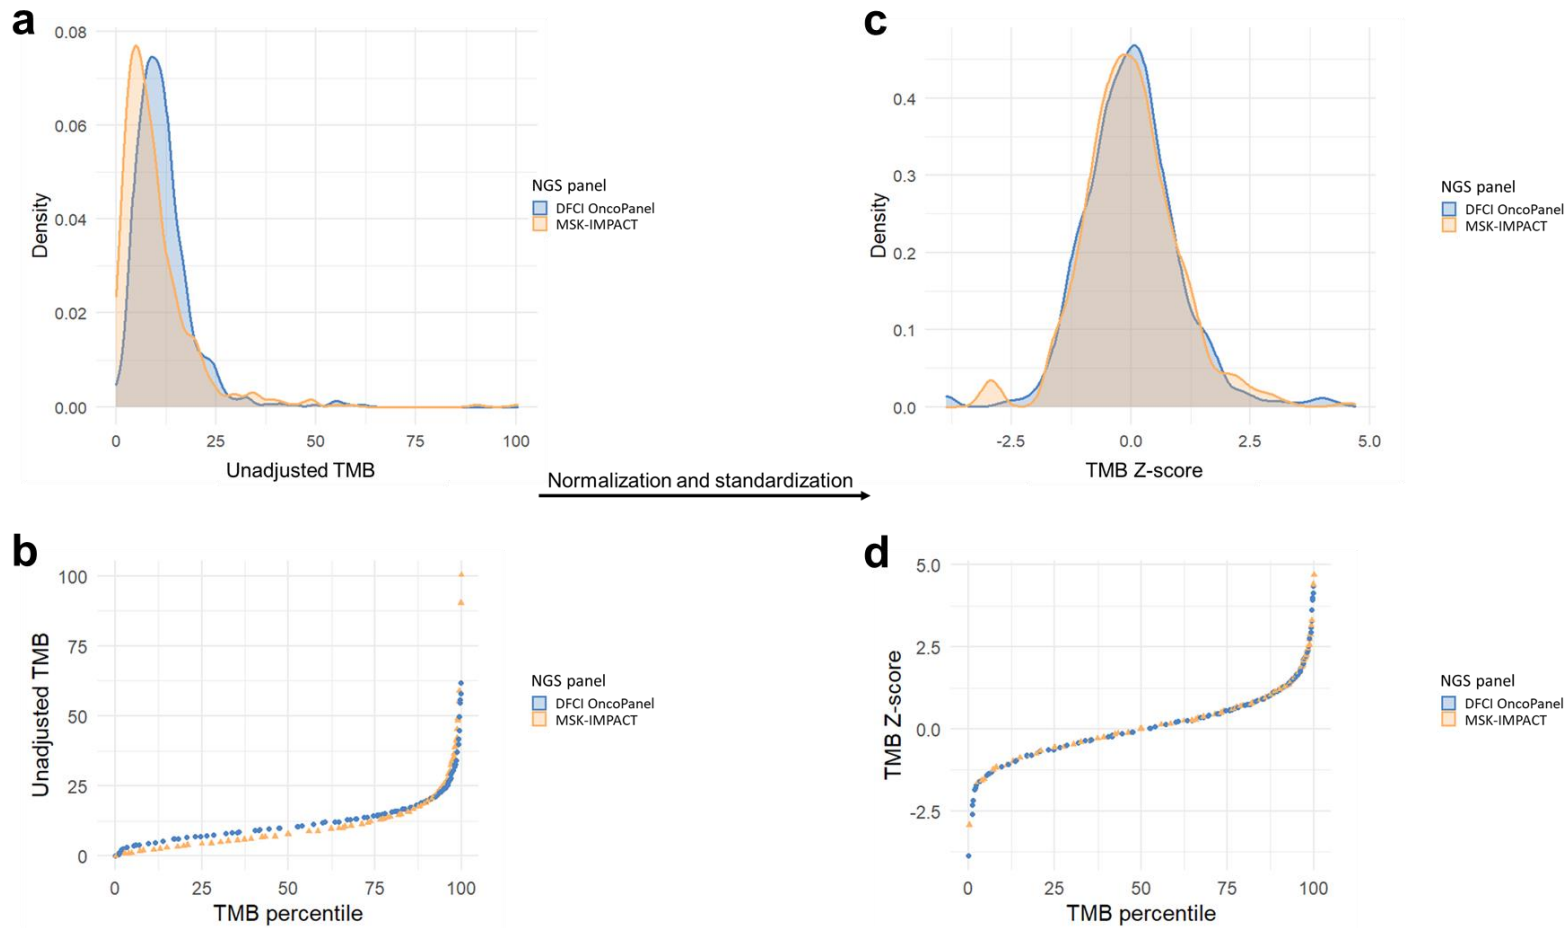 a
0.08
0.06
0.04
0.02
0.00
Density
0 25 50 75 100
Unadjusted TMB
NGS panel
DFCI OncoPanel
MSK-IMPACT
Normalization and standardization
c
0.4
0.3
0.2
0.1
0.0
Density
-2.5 0.0 2.5 5.0
TMB Z-score
NGS panel
DFCI OncoPanel
MSK-IMPACT
b
100
75
50
25
0
Unadjusted TMB
0 25 50 75 100
TMB percentile
NGS panel
DFCI OncoPanel
MSK-IMPACT
d
5.0
2.5
0.0
-2.5
TMB Z-score
0 25 50 75 100
TMB percentile
NGS panel
DFCI OncoPanel
MSK-IMPACT